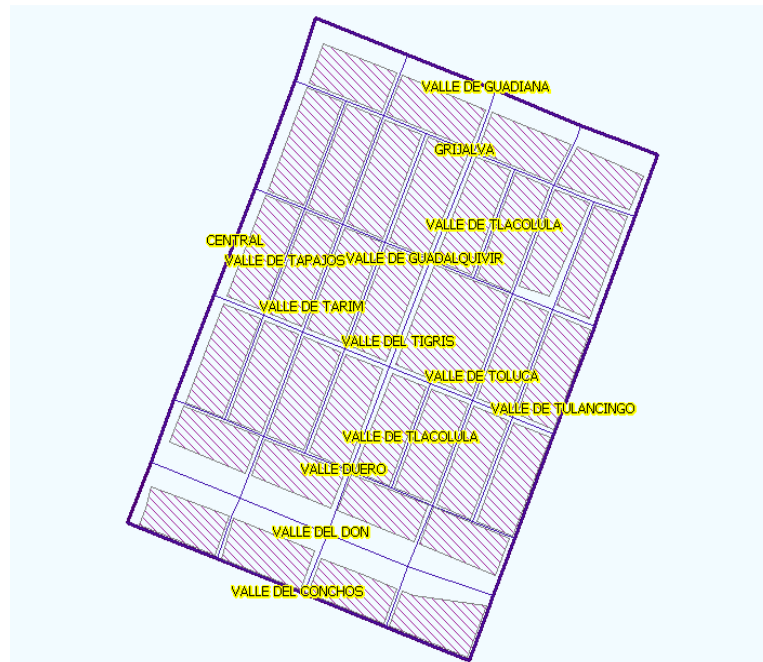 VALLE DE GUADIANA
GRIJALVA
VALLE DE TLACOLULA
CENTRAL
VALLE DE TAPAJOS
VALLE DE GUADALQUIVIR
VALLE DE TARIM
VALLE DEL TIGRIS
VALLE DE TOLUCA
VALLE DE TULANCINGO
VALLE DE TLACOLULA
VALLE DUERO
VALLE DEL DON
VALLE DEL CONCHOS